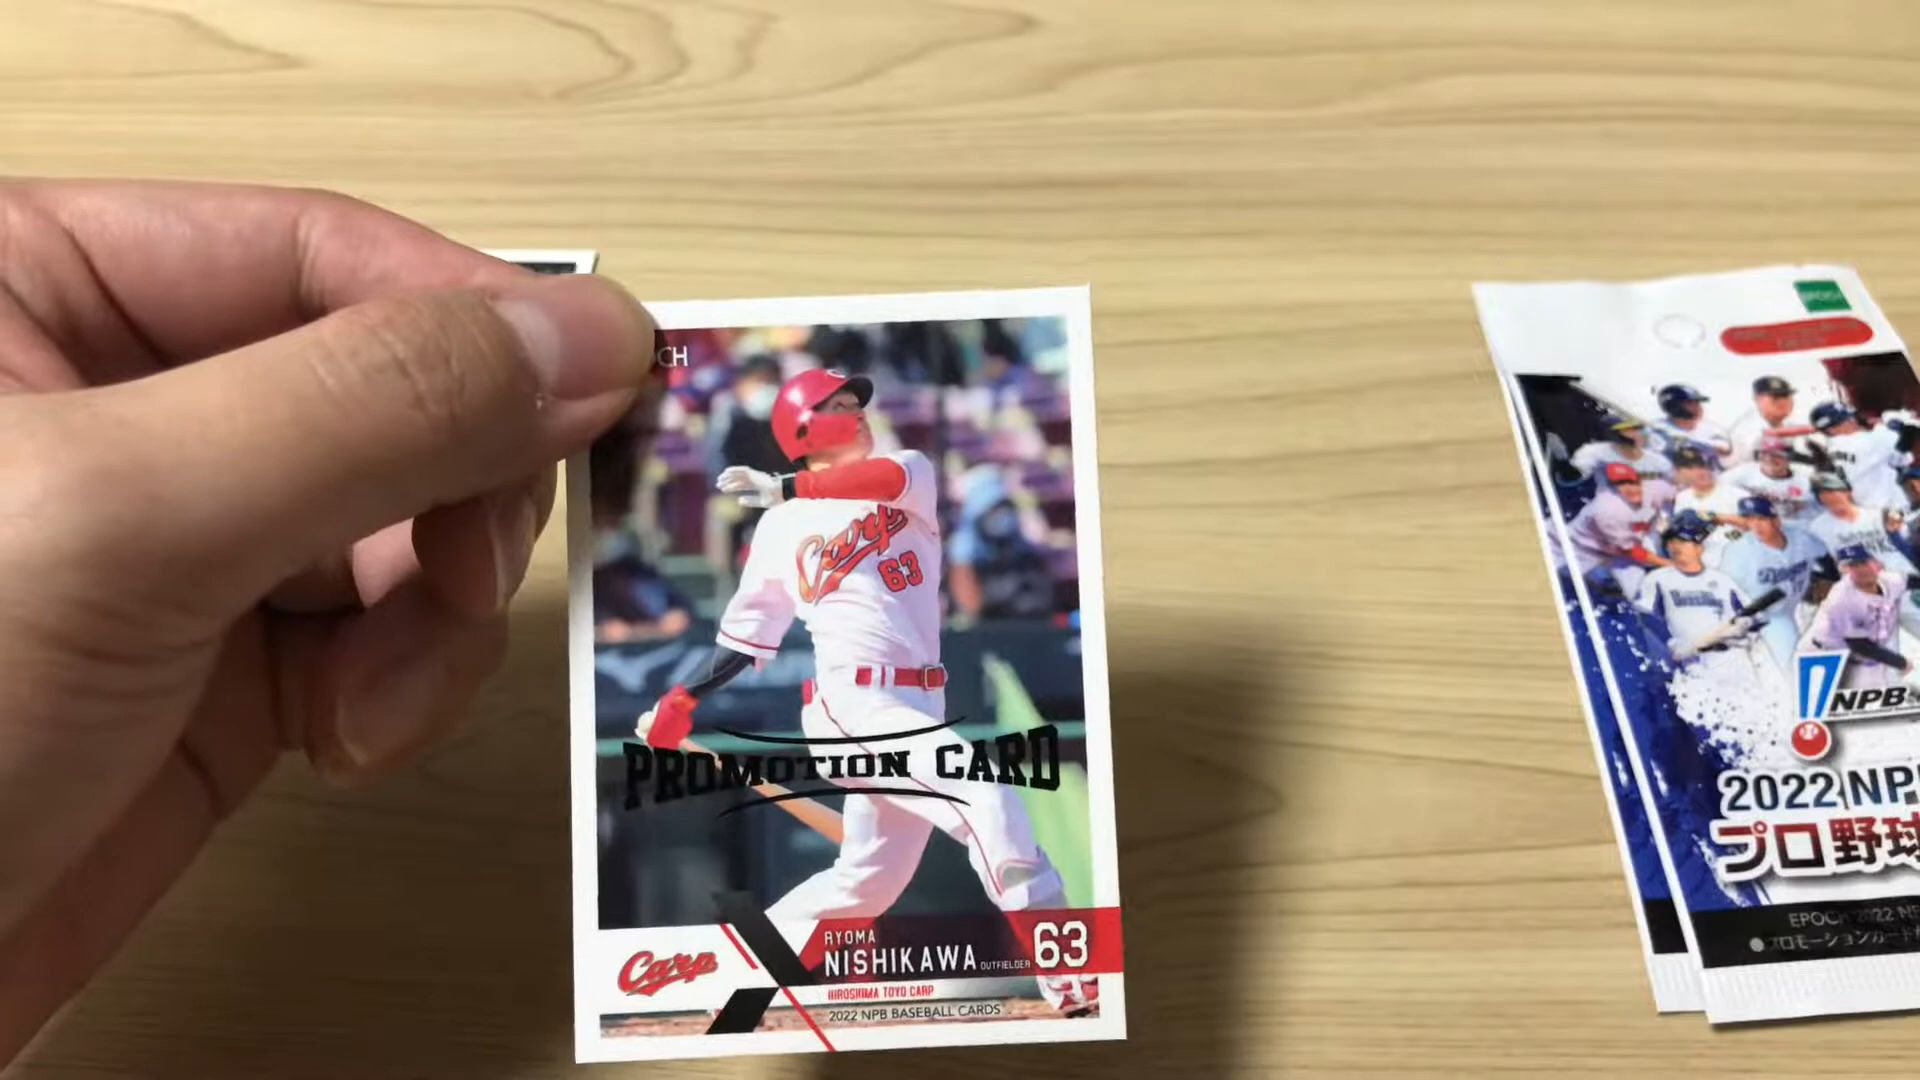 CH
Carp
63
PROMOTION CARD
Carp
RYOMA
NISHIKAWA
OUTFIELDER
63
HIROSHIMA TOYO CARP
2022 NPB BASEBALL CARDS
EPOCH
NPB
2022 NP
プロ野球
EPOCH 2022 NP
●プロモーションカード